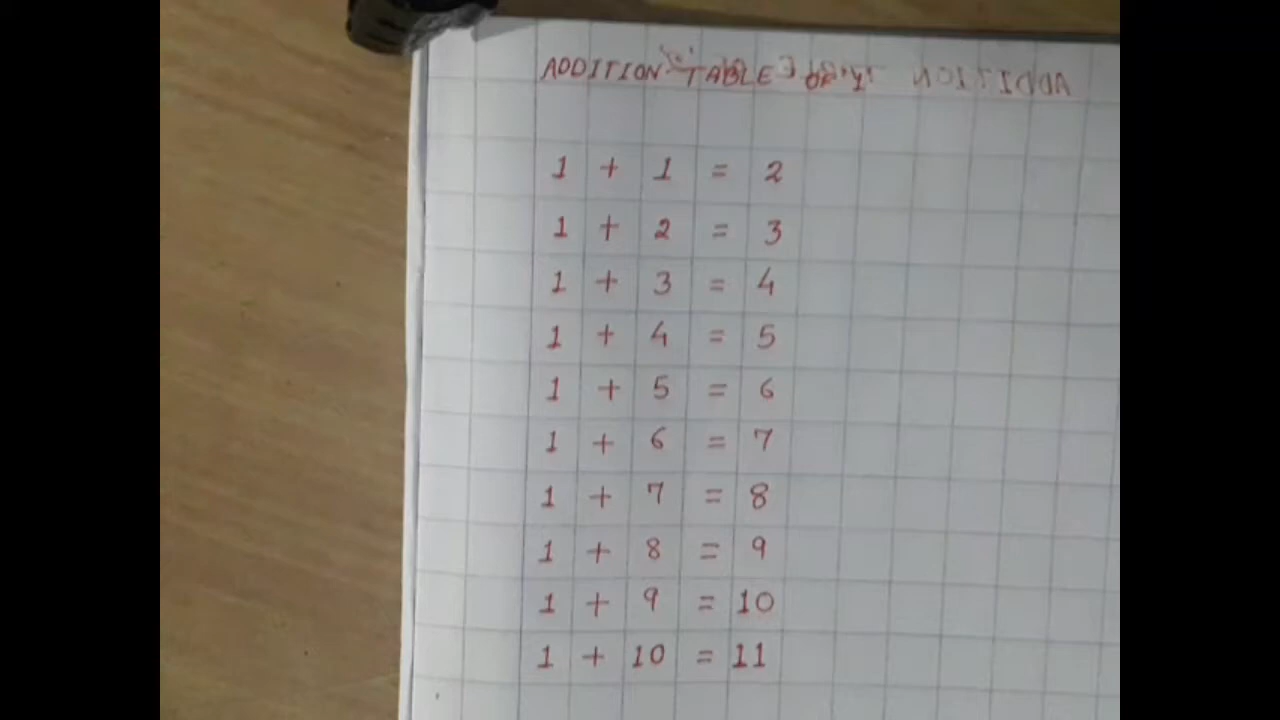 ADDITION TABLE
1 + 1 = 2
1 + 2 = 3
1 + 3 = 4
1 + 4 = 5
1 + 5 = 6
1 + 6 = 7
1 + 7 = 8
1 + 8 = 9
1 + 9 = 10
1 + 10 = 11